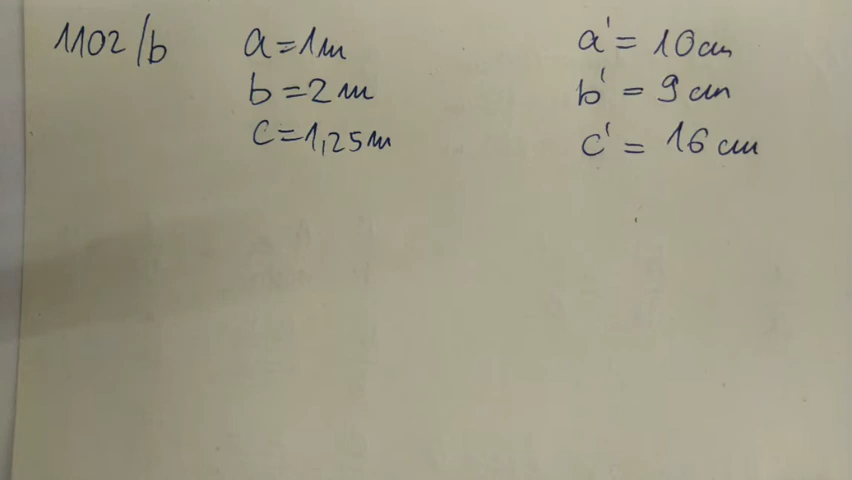 1102/b a=1m a'= 10cm
b=2m b' = 9cm
c=1,25m c' = 16cm